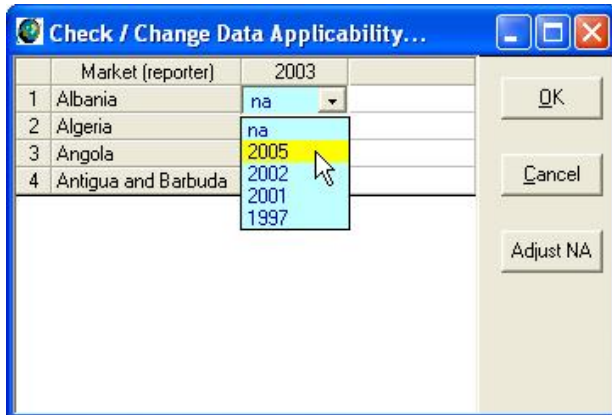 Check / Change Data Applicability...
Market (reporter) 2003
1 Albania na
2 Algeria na
3 Angola 2005
4 Antigua and Barbuda 2002
2001
1997
OK
Cancel
Adjust NA